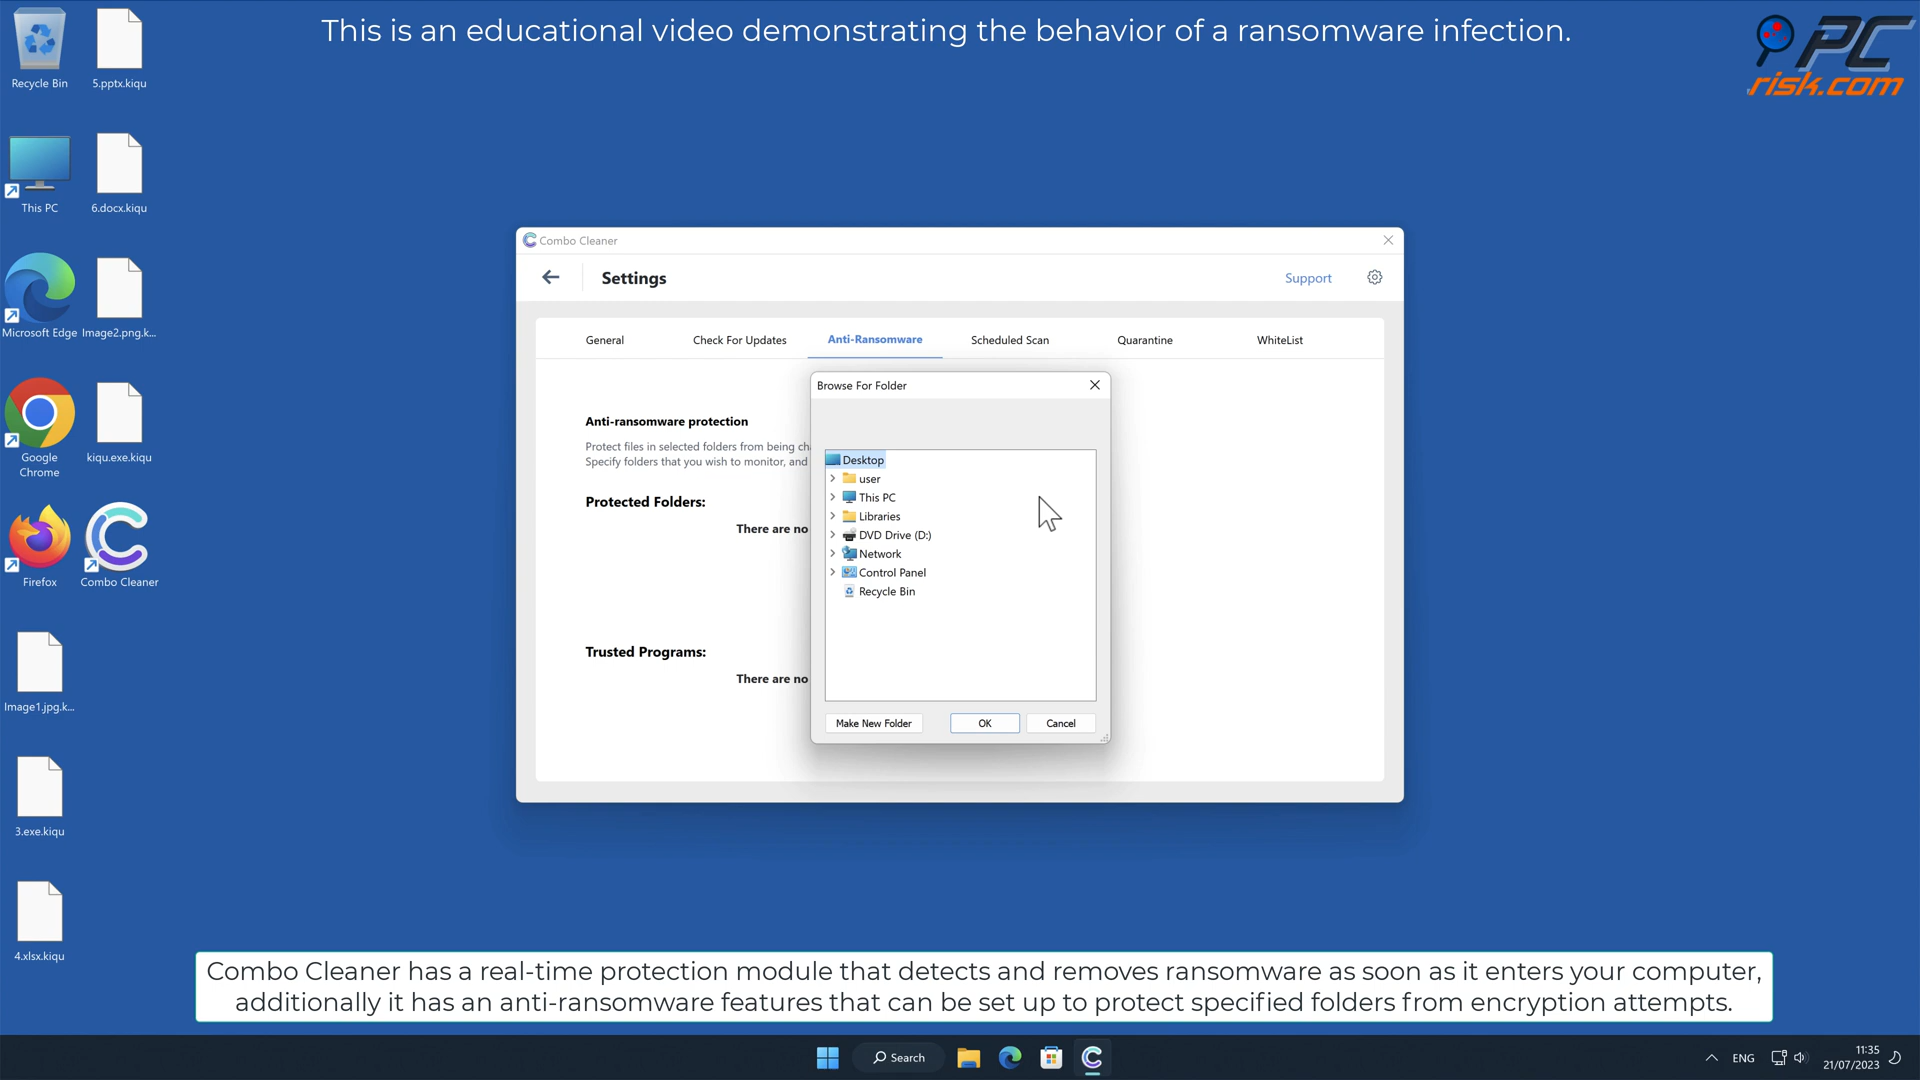 This is an educational video demonstrating the behavior of a ransomware infection.
PC
risk.com
Recycle Bin
5.pptx.kiqu
This PC
6.docx.kiqu
Microsoft Edge
Image2.png.k...
Google
Chrome
kiqu.exe.kiqu
Firefox
Combo Cleaner
Image1.jpg.k...
3.exe.kiqu
4.xlsx.kiqu
Combo Cleaner
Settings
Support
General
Check For Updates
Anti-Ransomware
Scheduled Scan
Quarantine
WhiteList
Anti-ransomware protection
Protect files in selected folders from being ch
Specify folders that you wish to monitor, and
Protected Folders:
There are no
Trusted Programs:
There are no
Browse For Folder
Desktop
user
This PC
Libraries
DVD Drive (D:)
Network
Control Panel
Recycle Bin
Make New Folder
OK
Cancel
Combo Cleaner has a real-time protection module that detects and removes ransomware as soon as it enters your computer,
additionally it has an anti-ransomware features that can be set up to protect specified folders from encryption attempts.
Search
ENG
11:35
21/07/2023